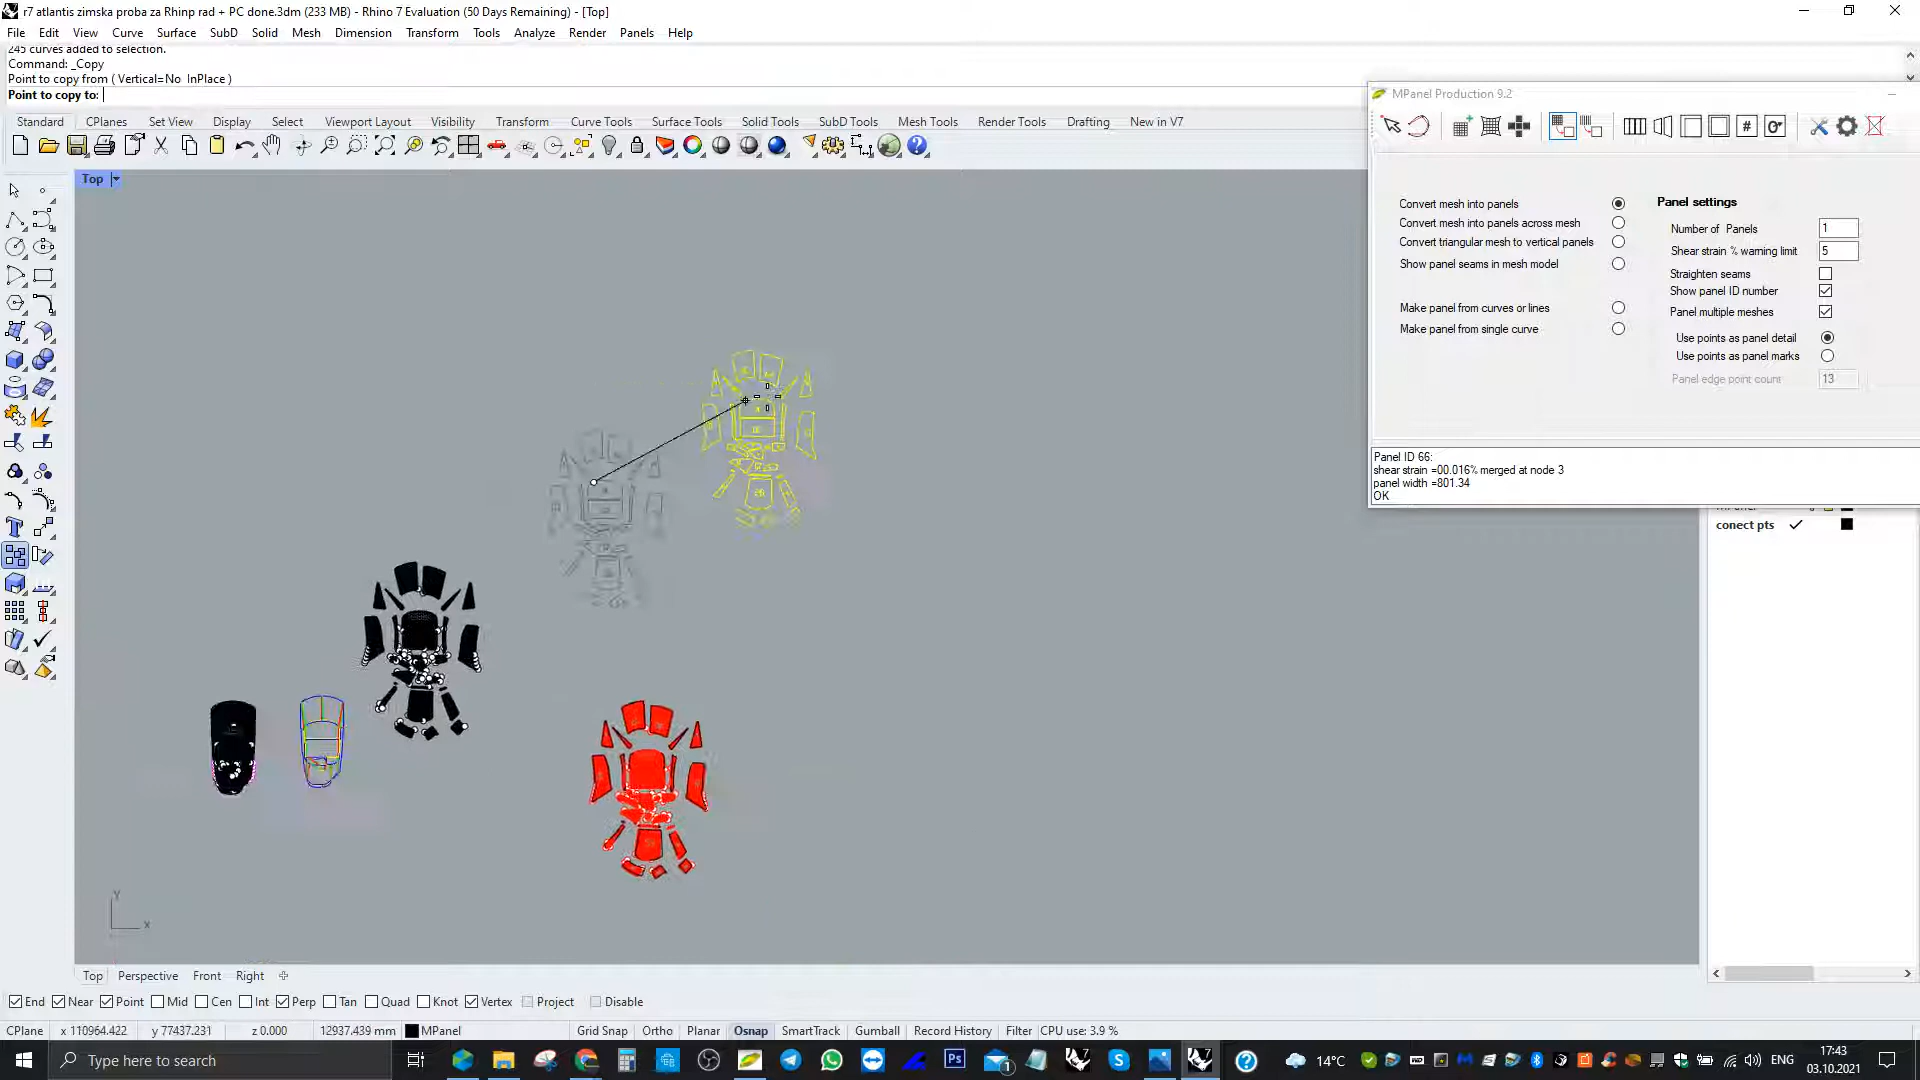 r7 atlantis zimska proba za Rhinp rad + PC done.3dm (233 MB) - Rhino 7 Evaluation (50 Days Remaining) - [Top]
File Edit View Curve Surface SubD Solid Mesh Dimension Transform Tools Analyze Render Panels Help
245 curves added to selection.
Command: _Copy
Point to copy from ( Vertical=No InPlace )
Point to copy to:
Standard CPlanes Set View Display Select Viewport Layout Visibility Transform Curve Tools Surface Tools Solid Tools SubD Tools Mesh Tools Render Tools Drafting New in V7
Top
MPanel Production 9.2
Convert mesh into panels
Convert mesh into panels across mesh
Convert triangular mesh to vertical panels
Show panel seams in mesh model
Make panel from curves or lines
Make panel from single curve
Panel settings
Number of Panels 1
Shear strain % warning limit 5
Straighten seams
Show panel ID number
Panel multiple meshes
Use points as panel detail
Use points as panel marks
Panel edge point count 13
Panel ID 66:
shear strain =00.016% merged at node 3
panel width =801.34
OK
conect pts
Y
x
Top Perspective Front Right
End Near Point Mid Cen Int Perp Tan Quad Knot Vertex Project Disable
CPlane x 110964.422 y 77437.231 z 0.000 12937.439 mm MPanel Grid Snap Ortho Planar Osnap SmartTrack Gumball Record History Filter CPU use: 3.9 %
Type here to search
14°C
ENG
17:43
03.10.2021